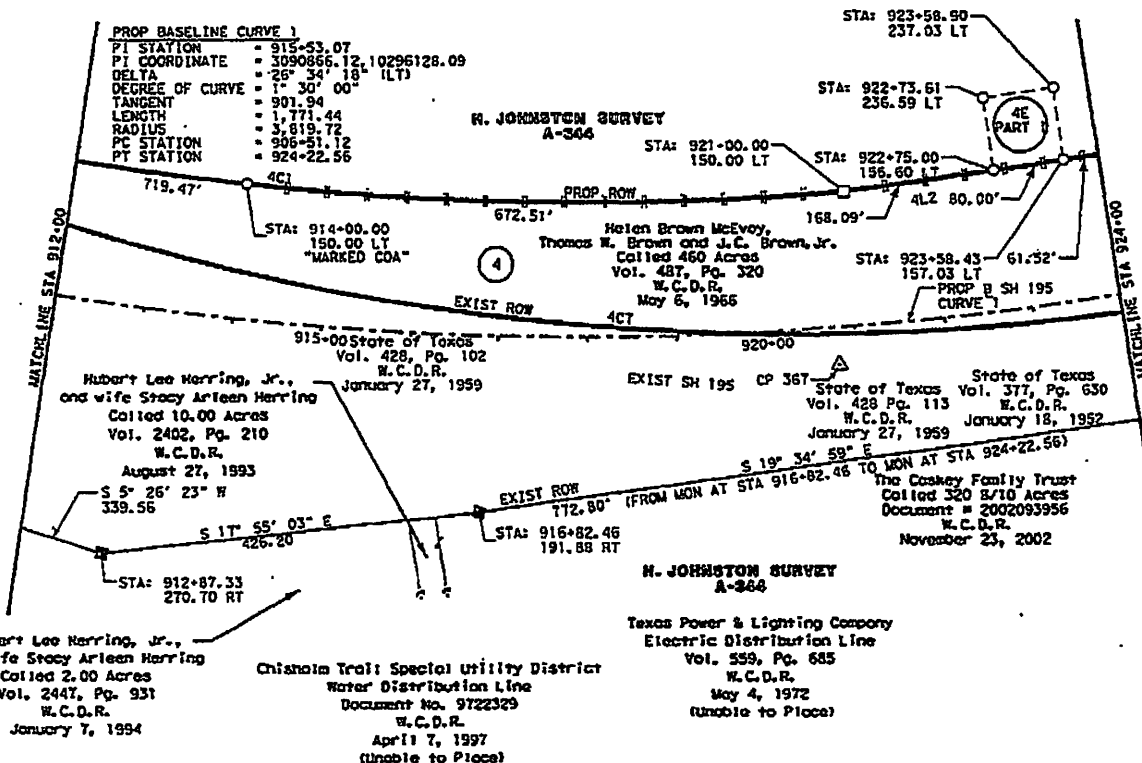 PROP BASELINE CURVE 1
PI STATION = 915+53.07
PI COORDINATE = 3090866.12,10296128.09
DELTA = 26° 34' 18" (LT)
DEGREE OF CURVE = 1° 30' 00"
TANGENT = 901.94
LENGTH = 1,771.44
RADIUS = 3,819.72
PC STATION = 906+51.12
PT STATION = 924+22.56
H. JOHNSTON SURVEY
A-366
STA: 923+58.90
237.03 LT
STA: 922+73.61
236.59 LT
4E
PART 1
STA: 921+00.00
150.00 LT
STA: 922+75.00
156.60 LT
719.47'
4C1
PROP ROW
672.51'
168.09'
4L2 80.00'
STA: 914+00.00
150.00 LT
"MARKED COA"
4
Helen Brown McEvoy,
Thomas W. Brown and J.C. Brown, Jr.
Called 460 Acres
Vol. 487, Pg. 320
W.C.D.R.
May 6, 1966
STA: 923+58.43
157.03 LT
61.52'
PROP B SH 195
CURVE 1
MATCHLINE STA 912+00
MATCHLINE STA 924+00
EXIST ROW
4C7
915+00
920+00
State of Texas
Vol. 428, Pg. 102
W.C.D.R.
January 27, 1959
EXIST SH 195
CP 367
State of Texas
Vol. 428 Pg. 113
W.C.D.R.
January 27, 1959
State of Texas
Vol. 377, Pg. 630
W.C.D.R.
January 18, 1952
Hubert Lee Herring, Jr.,
and wife Stacy Arleen Herring
Called 10.00 Acres
Vol. 2402, Pg. 210
W.C.D.R.
August 27, 1993
S 5° 26' 23" W
339.56
S 17° 55' 03" E
426.20
EXIST ROW
S 19° 34' 59" E
772.80' (FROM MON AT STA 916+82.46 TO MON AT STA 924+22.56)
STA: 916+82.46
191.88 RT
STA: 912+87.33
270.70 RT
The Caskey Family Trust
Called 320 8/10 Acres
Document # 2002093956
W.C.D.R.
November 23, 2002
H. JOHNSTON SURVEY
A-366
ert Lee Herring, Jr.,
fe Stacy Arleen Herring
Called 2.00 Acres
Vol. 2447, Pg. 931
W.C.D.R.
January 7, 1994
Chisholm Trail Special Utility District
Water Distribution Line
Document No. 9722329
W.C.D.R.
April 7, 1997
(Unable to Place)
Texas Power & Lighting Company
Electric Distribution Line
Vol. 559, Pg. 685
W.C.D.R.
May 4, 1972
(Unable to Place)